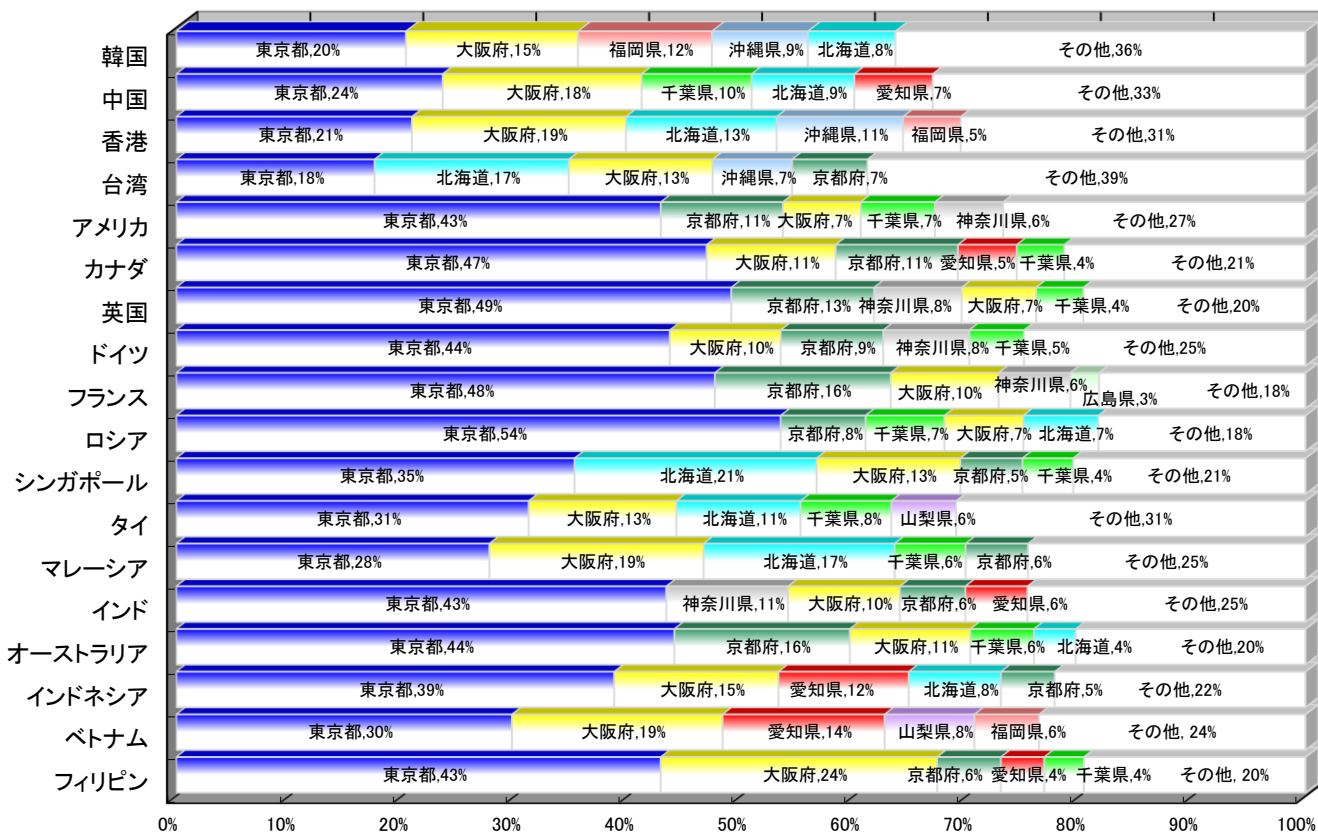 韓国 東京都,20% 大阪府,15% 福岡県,12% 沖縄県,9% 北海道,8% その他,36%
中国 東京都,24% 大阪府,18% 千葉県,10% 北海道,9% 愛知県,7% その他,33%
香港 東京都,21% 大阪府,19% 北海道,13% 沖縄県,11% 福岡県,5% その他,31%
台湾 東京都,18% 北海道,17% 大阪府,13% 沖縄県,7% 京都府,7% その他,39%
アメリカ 東京都,43% 京都府,11% 大阪府,7% 千葉県,7% 神奈川県,6% その他,27%
カナダ 東京都,47% 大阪府,11% 京都府,11% 愛知県,5% 千葉県,4% その他,21%
英国 東京都,49% 京都府,13% 神奈川県,8% 大阪府,7% 千葉県,4% その他,20%
ドイツ 東京都,44% 大阪府,10% 京都府,9% 神奈川県,8% 千葉県,5% その他,25%
フランス 東京都,48% 京都府,16% 大阪府,10% 神奈川県,6% 広島県,3% その他,18%
ロシア 東京都,54% 京都府,8% 千葉県,7% 大阪府,7% 北海道,7% その他,18%
シンガポール 東京都,35% 北海道,21% 大阪府,13% 京都府,5% 千葉県,4% その他,21%
タイ 東京都,31% 大阪府,13% 北海道,11% 千葉県,8% 山梨県,6% その他,31%
マレーシア 東京都,28% 大阪府,19% 北海道,17% 千葉県,6% 京都府,6% その他,25%
インド 東京都,43% 神奈川県,11% 大阪府,10% 京都府,6% 愛知県,6% その他,25%
オーストラリア 東京都,44% 京都府,16% 大阪府,11% 千葉県,6% 北海道,4% その他,20%
インドネシア 東京都,39% 大阪府,15% 愛知県,12% 北海道,8% 京都府,5% その他,22%
ベトナム 東京都,30% 大阪府,19% 愛知県,14% 山梨県,8% 福岡県,6% その他, 24%
フィリピン 東京都,43% 大阪府,24% 京都府,6% 愛知県,4% 千葉県,4% その他, 20%
0% 10% 20% 30% 40% 50% 60% 70% 80% 90% 100%